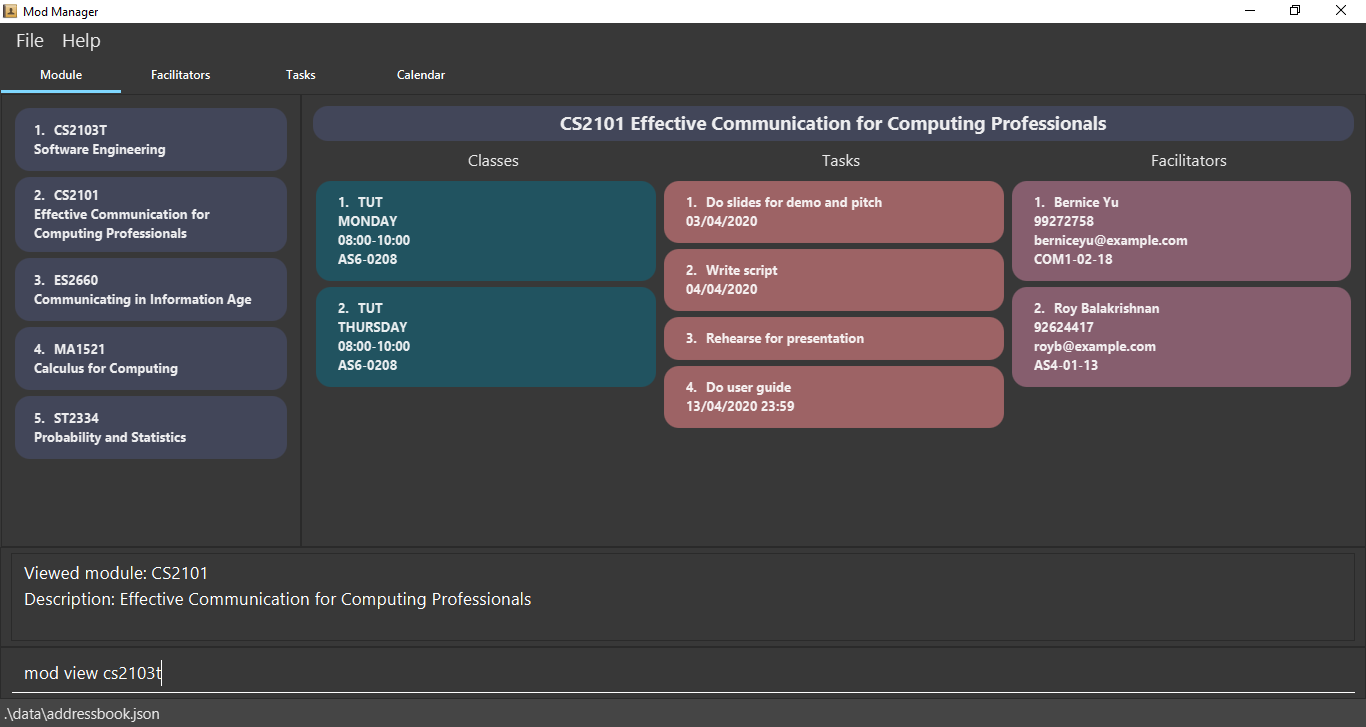 Mod Manager
File Help
Module Facilitators Tasks Calendar
1. CS2103T
Software Engineering
2. CS2101
Effective Communication for
Computing Professionals
3. ES2660
Communicating in Information Age
4. MA1521
Calculus for Computing
5. ST2334
Probability and Statistics
CS2101 Effective Communication for Computing Professionals
Classes
1. TUT
MONDAY
08:00-10:00
AS6-0208
2. TUT
THURSDAY
08:00-10:00
AS6-0208
Tasks
1. Do slides for demo and pitch
03/04/2020
2. Write script
04/04/2020
3. Rehearse for presentation
4. Do user guide
13/04/2020 23:59
Facilitators
1. Bernice Yu
99272758
berniceyu@example.com
COM1-02-18
2. Roy Balakrishnan
92624417
royb@example.com
AS4-01-13
Viewed module: CS2101
Description: Effective Communication for Computing Professionals
mod view cs2103t
.\data\addressbook.json